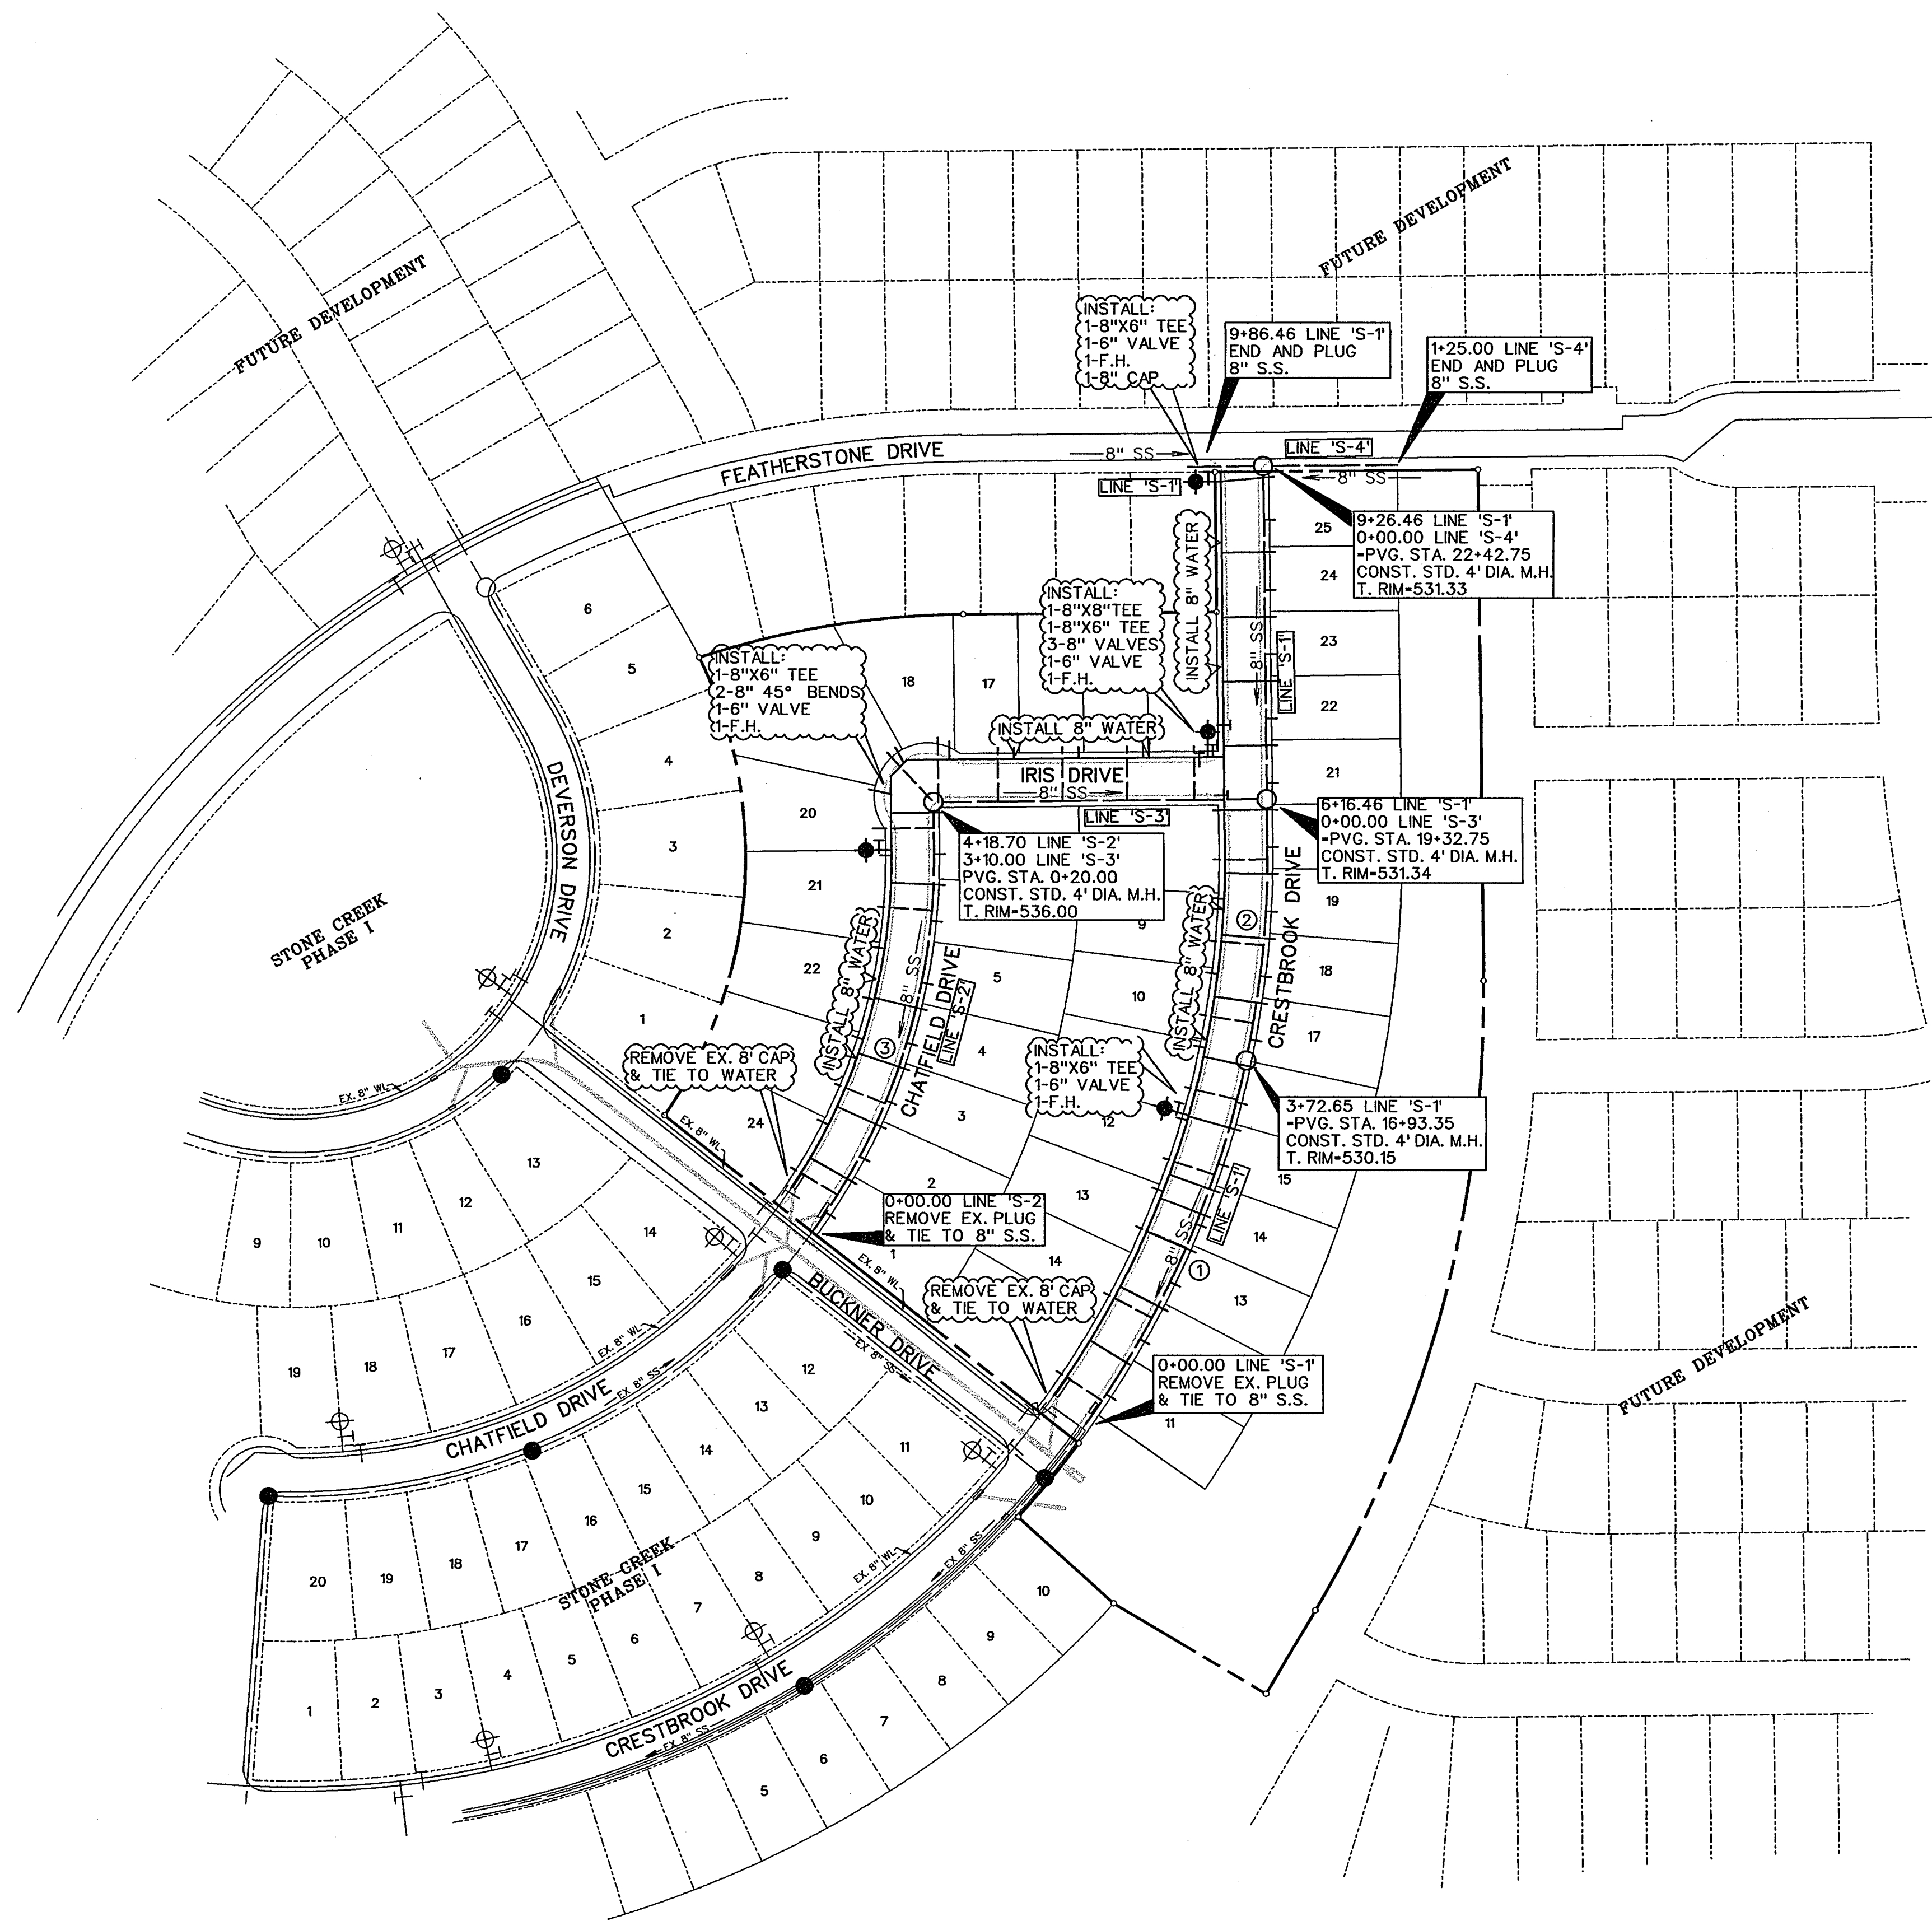 FUTURE DEVELOPMENT
FUTURE DEVELOPMENT
INSTALL:
1-8"X6" TEE
1-6" VALVE
1-F.H.
1-8" CAP
9+86.46 LINE 'S-1'
END AND PLUG
8" S.S.
1+25.00 LINE 'S-4'
END AND PLUG
8" S.S.
FEATHERSTONE DRIVE
8" SS
LINE 'S-4'
8" SS
LINE 'S-1'
9+26.46 LINE 'S-1'
0+00.00 LINE 'S-4'
=PVG. STA. 22+42.75
CONST. STD. 4' DIA. M.H.
T. RIM=531.33
25
24
23
22
21
INSTALL 8" WATER
8" SS
LINE 'S-1'
INSTALL:
1-8"X8"TEE
1-8"X6" TEE
3-8" VALVES
1-6" VALVE
1-F.H.
6
5
4
3
2
1
INSTALL:
1-8"X6" TEE
2-8" 45° BENDS
1-6" VALVE
1-F.H.
18
17
INSTALL 8" WATER
IRIS DRIVE
8" SS
LINE 'S-3'
DEVERSON DRIVE
20
21
22
24
4+18.70 LINE 'S-2'
3+10.00 LINE 'S-3'
PVG. STA. 0+20.00
CONST. STD. 4' DIA. M.H.
T. RIM=536.00
6+16.46 LINE 'S-1'
0+00.00 LINE 'S-3'
=PVG. STA. 19+32.75
CONST. STD. 4' DIA. M.H.
T. RIM=531.34
STONE CREEK
PHASE I
INSTALL 8" WATER
8" SS
CHATFIELD DRIVE
LINE 'S-2'
3
5
4
3
2
1
9
10
12
13
14
INSTALL 8" WATER
2
CRESTBROOK DRIVE
19
18
17
15
14
13
11
REMOVE EX. 8' CAP
& TIE TO WATER
INSTALL:
1-8"X6" TEE
1-6" VALVE
1-F.H.
3+72.65 LINE 'S-1'
=PVG. STA. 16+93.35
CONST. STD. 4' DIA. M.H.
T. RIM=530.15
LINE 'S-1'
8" SS
1
EX. 8" WL
EX. 8" WL
0+00.00 LINE 'S-2
REMOVE EX. PLUG
& TIE TO 8" S.S.
EX. 8" WL
REMOVE EX. 8' CAP
& TIE TO WATER
0+00.00 LINE 'S-1'
REMOVE EX. PLUG
& TIE TO 8" S.S.
BUCKNER DRIVE
EX 8" SS
FUTURE DEVELOPMENT
9
10
11
12
13
14
15
16
17
18
19
EX. 8" WL
EX 8" SS
CHATFIELD DRIVE
12
13
14
15
16
17
18
19
20
11
10
9
8
7
6
5
4
3
2
1
STONE CREEK
PHASE I
EX. 8" WL
EX 8" SS
CRESTBROOK DRIVE
EX 8" SS
10
9
8
7
6
5